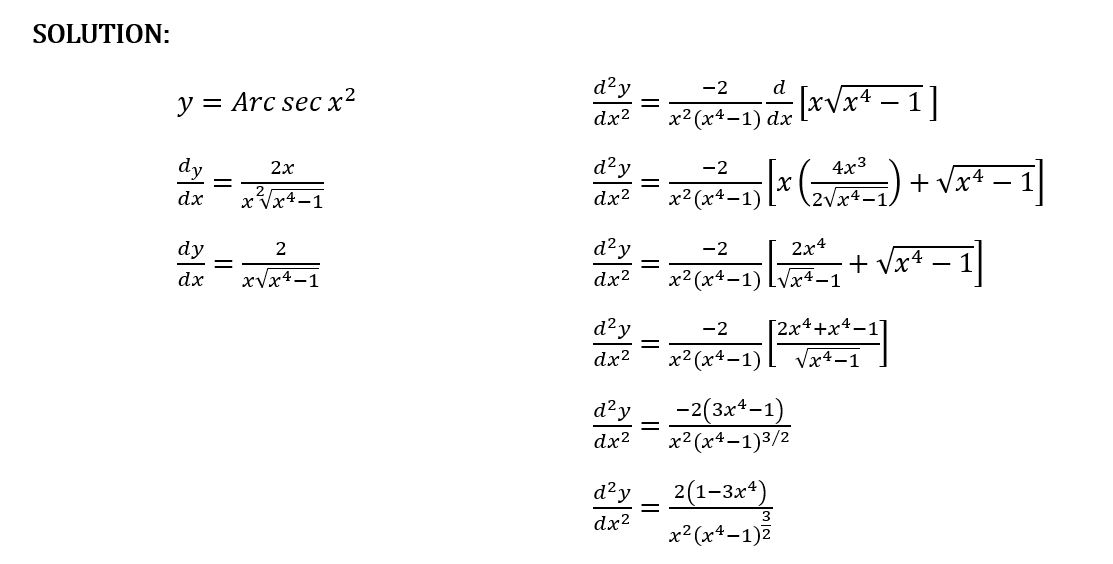 SOLUTION:
y = Arc sec x²
dy/dx = 2x / x ²√x⁴−1
dy/dx = 2 / x√x⁴−1
d²y/dx² = −2 / x²(x⁴−1) d/dx [x√x⁴ − 1 ]
d²y/dx² = −2 / x²(x⁴−1) [x (4x³ / 2√x⁴−1) + √x⁴ − 1]
d²y/dx² = −2 / x²(x⁴−1) [2x⁴ / √x⁴−1 + √x⁴ − 1]
d²y/dx² = −2 / x²(x⁴−1) [2x⁴+x⁴−1 / √x⁴−1]
d²y/dx² = −2(3x⁴−1) / x²(x⁴−1)³/²
d²y/dx² = 2(1−3x⁴) / x²(x⁴−1)^(3/2)